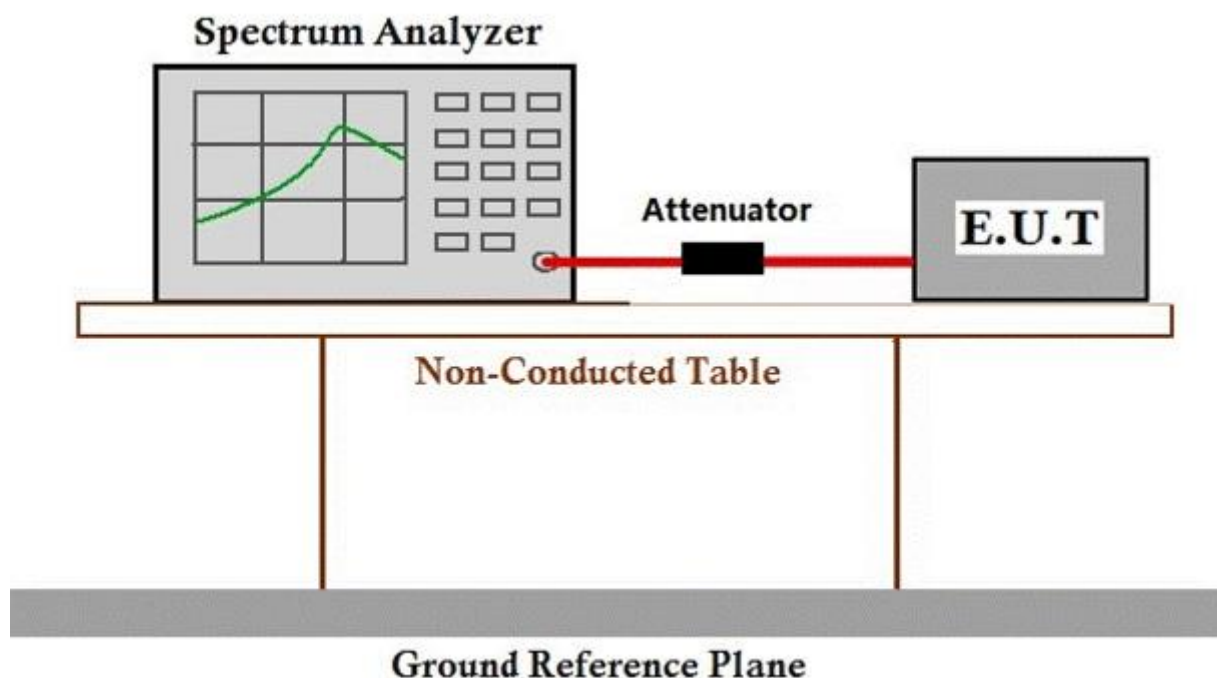 Spectrum Analyzer
Attenuator
E.U.T
Non-Conducted Table
Ground Reference Plane